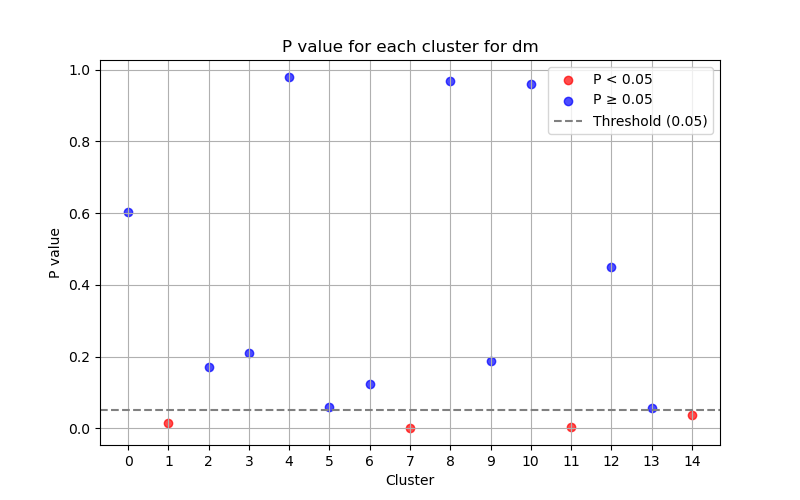 P value for each cluster for dm
P < 0.05
P ≥ 0.05
Threshold (0.05)
1.0
0.8
0.6
0.4
0.2
0.0
P value
0 1 2 3 4 5 6 7 8 9 10 11 12 13 14
Cluster